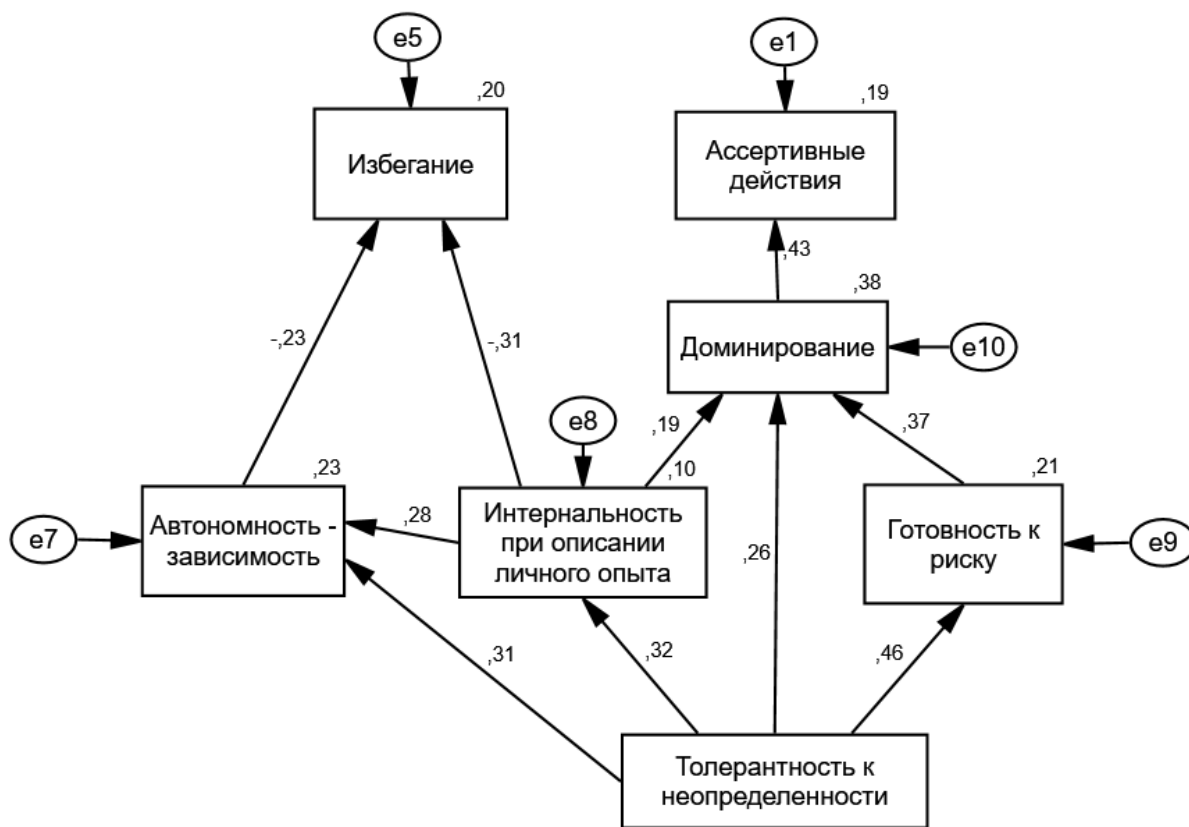 e5
e1
,20
,19
Избегание
Ассертивные
действия
,43
,38
-,23
-,31
Доминирование
e10
e8
,19
,37
,23
,10
,21
e7
Автономность -
зависимость
,28
Интернальность
при описании
личного опыта
,26
Готовность к
риску
e9
,31
,32
,46
Толерантность к
неопределенности